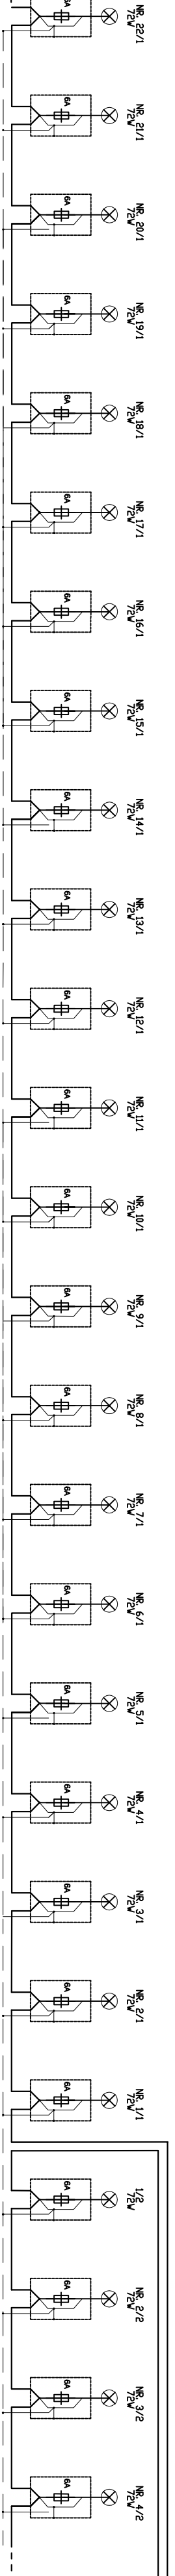 NR. 22/1
72W
6A
NR. 21/1
72W
6A
NR. 20/1
72W
6A
NR. 19/1
72W
6A
NR. 18/1
72W
6A
NR. 17/1
72W
6A
NR. 16/1
72W
6A
NR. 15/1
72W
6A
NR. 14/1
72W
6A
NR. 13/1
72W
6A
NR. 12/1
72W
6A
NR. 11/1
72W
6A
NR. 10/1
72W
6A
NR. 9/1
72W
6A
NR. 8/1
72W
6A
NR. 7/1
72W
6A
NR. 6/1
72W
6A
NR. 5/1
72W
6A
NR. 4/1
72W
6A
NR. 3/1
72W
6A
NR. 2/1
72W
6A
NR. 1/1
72W
6A
1/2
72W
6A
NR. 2/2
72W
6A
NR. 3/2
72W
6A
NR. 4/2
72W
6A